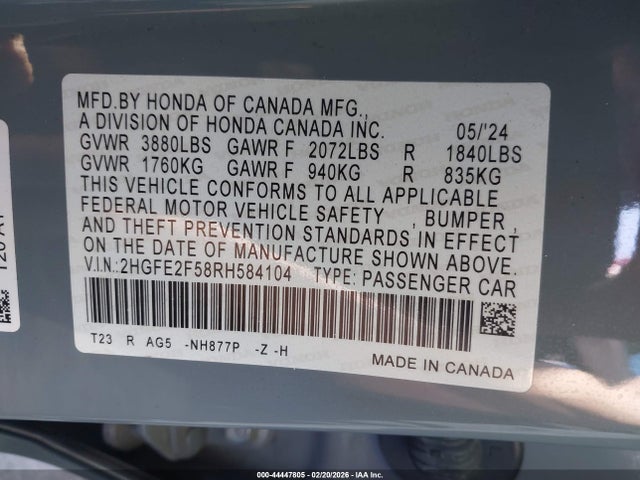 MFD.BY HONDA OF CANADA MFG.,
A DIVISION OF HONDA CANADA INC. 05/'24
GVWR 3880LBS GAWR F 2072LBS R 1840LBS
GVWR 1760KG GAWR F 940KG R 835KG
THIS VEHICLE CONFORMS TO ALL APPLICABLE
FEDERAL MOTOR VEHICLE SAFETY , BUMPER ,
AND THEFT PREVENTION STANDARDS IN EFFECT
ON THE DATE OF MANUFACTURE SHOWN ABOVE.
V.I.N.:2HGFE2F58RH584104 TYPE: PASSENGER CAR
T23 R AG5 -NH877P -Z -H
MADE IN CANADA
000-44447805 - 02/20/2026 - IAA Inc.